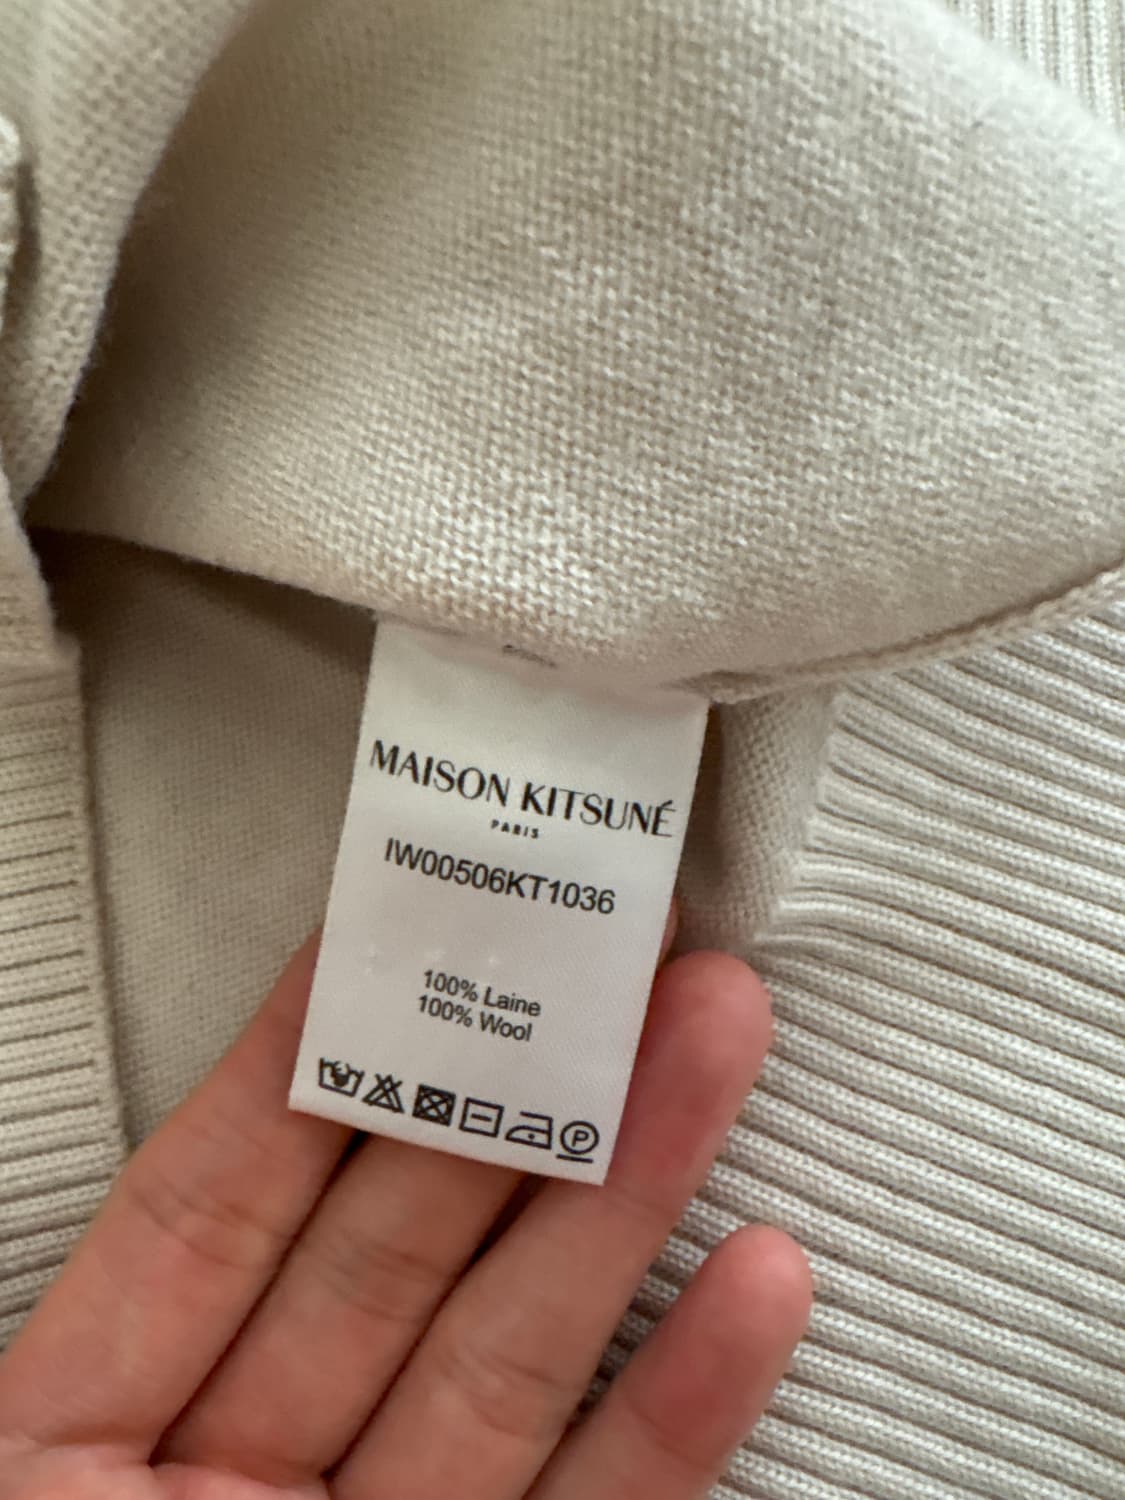 MAISON KITSUNÉ
PARIS
IW00506KT1036
100% Laine
100% Wool
P